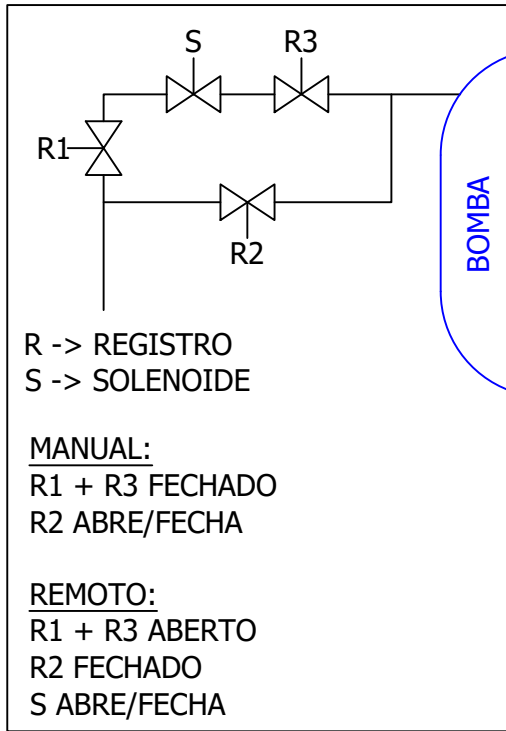 S
R3
R1
R2
BOMBA
R -> REGISTRO
S -> SOLENOIDE
MANUAL:
R1 + R3 FECHADO
R2 ABRE/FECHA
REMOTO:
R1 + R3 ABERTO
R2 FECHADO
S ABRE/FECHA